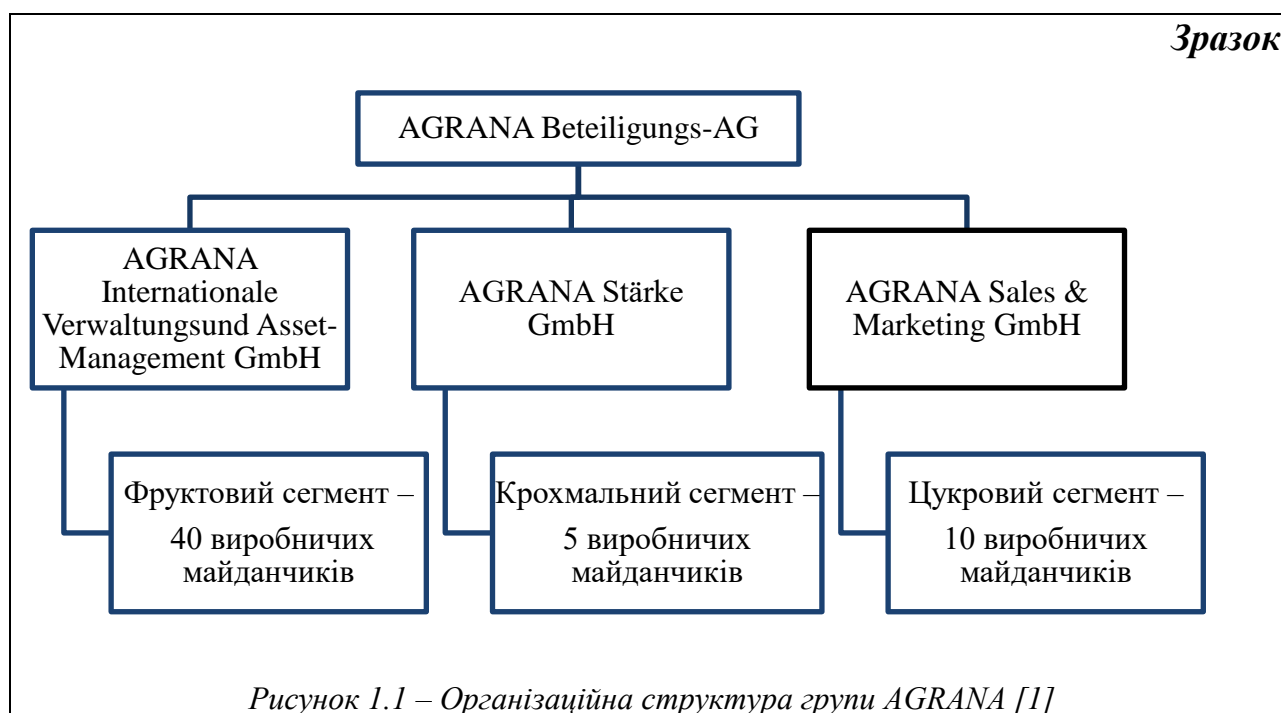 Зразок
AGRANA Beteiligungs-AG
AGRANA
Internationale
Verwaltungsund Asset-
Management GmbH
AGRANA Stärke
GmbH
AGRANA Sales &
Marketing GmbH
Фруктовий сегмент –
40 виробничих
майданчиків
Крохмальний сегмент –
5 виробничих
майданчиків
Цукровий сегмент –
10 виробничих
майданчиків
Рисунок 1.1 – Організаційна структура групи AGRANA [1]